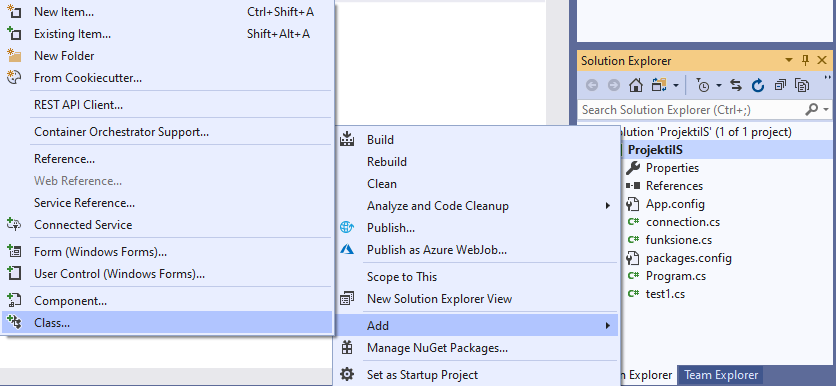 New Item... Ctrl+Shift+A
Existing Item... Shift+Alt+A
New Folder
From Cookiecutter...
REST API Client...
Container Orchestrator Support...
Reference...
Web Reference...
Service Reference...
Connected Service
Form (Windows Forms)...
User Control (Windows Forms)...
Component...
Class...
Build
Rebuild
Clean
Analyze and Code Cleanup
Publish...
Publish as Azure WebJob...
Scope to This
New Solution Explorer View
Add
Manage NuGet Packages...
Set as Startup Project
Solution Explorer
Search Solution Explorer (Ctrl+;)
olution 'ProjektiIS' (1 of 1 project)
ProjektiIS
Properties
References
App.config
C# connection.cs
C# funksione.cs
packages.config
C# Program.cs
C# test1.cs
n Explorer Team Explorer